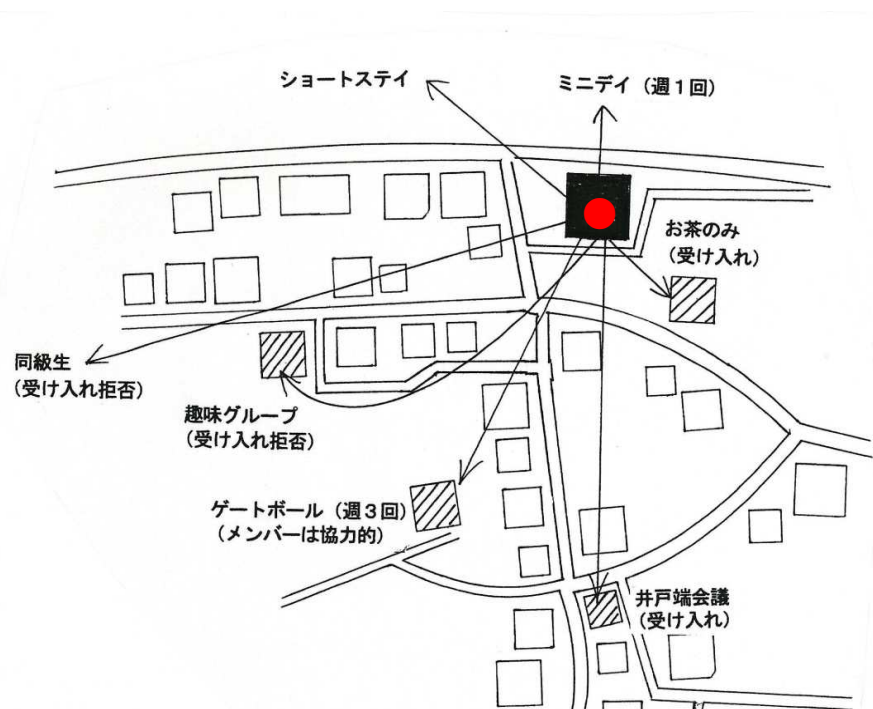 ショートステイ
ミニデイ（週1回）
お茶のみ
（受け入れ）
同級生
（受け入れ拒否）
趣味グループ
（受け入れ拒否）
ゲートボール（週3回）
（メンバーは協力的）
井戸端会議
（受け入れ）